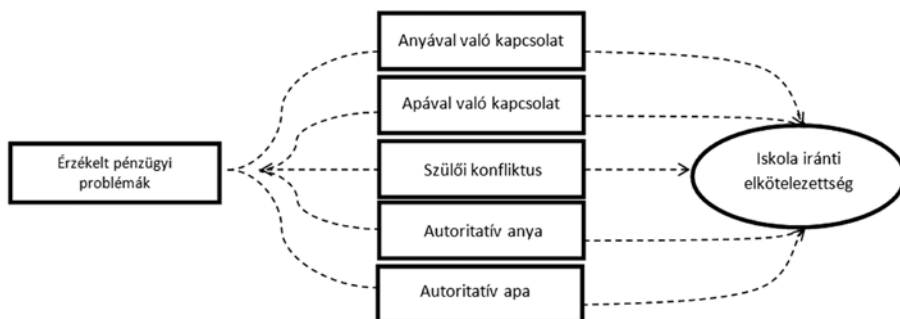 Anyával való kapcsolat
Apával való kapcsolat
Érzékelt pénzügyi
problémák
Szülői konfliktus
Iskola iránti
elkötelezettség
Autoritatív anya
Autoritatív apa